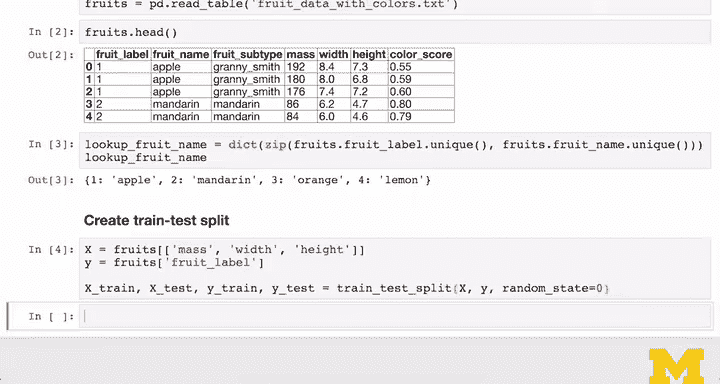 fruits = pd.read_table('fruit_data_with_colors.txt')
In [2]: fruits.head()
Out[2]: fruit_label fruit_name fruit_subtype mass width height color_score
0 1 apple granny_smith 192 8.4 7.3 0.55
1 1 apple granny_smith 180 8.0 6.8 0.59
2 1 apple granny_smith 176 7.4 7.2 0.60
3 2 mandarin mandarin 86 6.2 4.7 0.80
4 2 mandarin mandarin 84 6.0 4.6 0.79
In [3]: lookup_fruit_name = dict(zip(fruits.fruit_label.unique(), fruits.fruit_name.unique()))
lookup_fruit_name
Out[3]: {1: 'apple', 2: 'mandarin', 3: 'orange', 4: 'lemon'}
Create train-test split
In [4]: X = fruits[['mass', 'width', 'height']]
y = fruits['fruit_label']
X_train, X_test, y_train, y_test = train_test_split(X, y, random_state=0)
In [ ]:
M